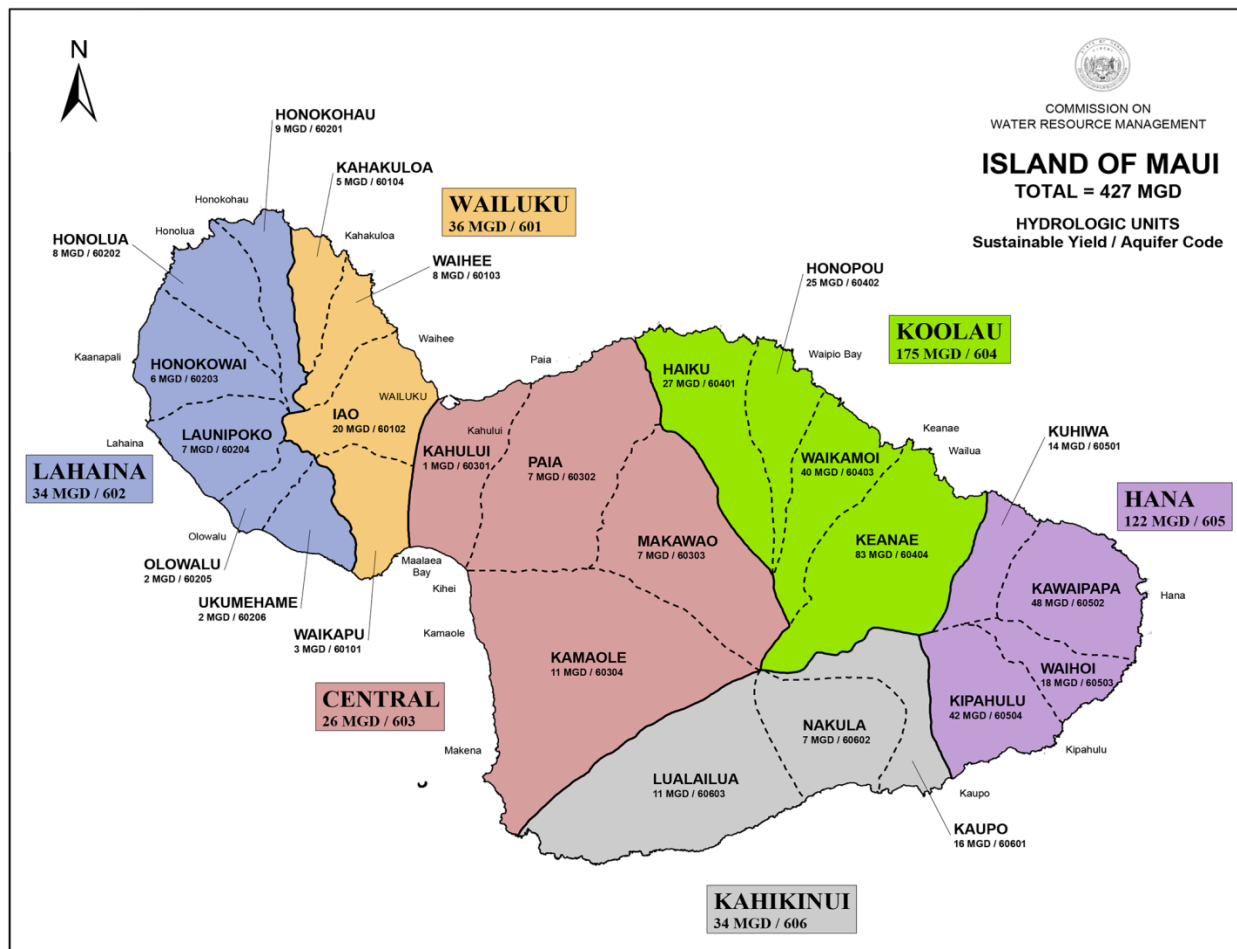 N
COMMISSION ON
WATER RESOURCE MANAGEMENT
ISLAND OF MAUI
TOTAL = 427 MGD
HYDROLOGIC UNITS
Sustainable Yield / Aquifer Code
HONOKOHAU
9 MGD / 60201
KAHAKULOA
5 MGD / 60104
Honokohau
WAILUKU
36 MGD / 601
Honolua
Kahakuloa
HONOLUA
8 MGD / 60202
WAIHEE
8 MGD / 60103
HONOPOU
25 MGD / 60402
KOOLAU
175 MGD / 604
Waihee
Kaanapali
HONOKOWAI
6 MGD / 60203
Paia
Waipio Bay
HAIKU
27 MGD / 60401
WAILUKU
IAO
20 MGD / 60102
Lahaina
LAUNIPOKO
7 MGD / 60204
Kahului
KAHULUI
1 MGD / 60301
PAIA
7 MGD / 60302
WAIKAMOI
40 MGD / 60403
Keanae
Wailua
KUHIWA
14 MGD / 60501
LAHAINA
34 MGD / 602
HANA
122 MGD / 605
Olowalu
MAKAWAO
7 MGD / 60303
KEANAE
83 MGD / 60404
OLOWALU
2 MGD / 60205
Maalaea
Bay
Kihei
KAWAIPAPA
48 MGD / 60502
Hana
UKUMEHAME
2 MGD / 60206
Kamaole
WAIKAPU
3 MGD / 60101
KAMAOLE
11 MGD / 60304
WAIHOI
18 MGD / 60503
KIPAHULU
42 MGD / 60504
CENTRAL
26 MGD / 603
NAKULA
7 MGD / 60602
Makena
Kipahulu
LUALAILUA
11 MGD / 60603
Kaupo
KAUPO
16 MGD / 60601
KAHIKINUI
34 MGD / 606